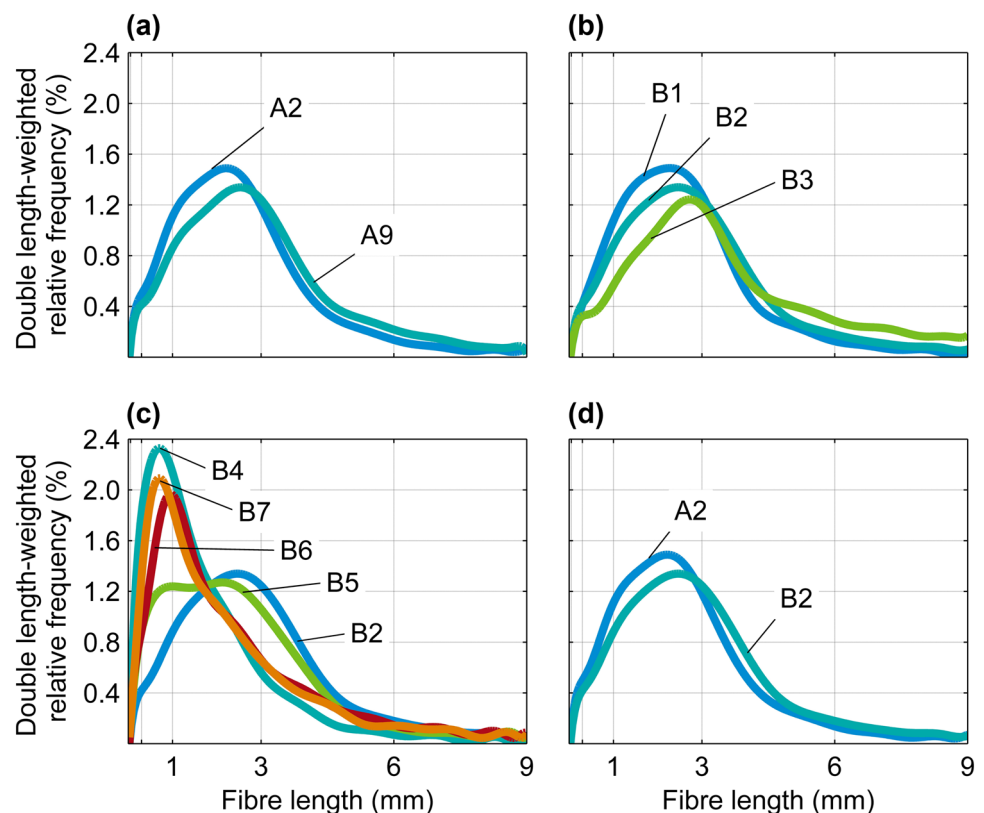 (a)
(b)
Double length-weighted
relative frequency (%)
2.4
2.0
1.6
1.2
0.8
0.4
A2
A9
B1
B2
B3
(c)
(d)
Double length-weighted
relative frequency (%)
2.4
2.0
1.6
1.2
0.8
0.4
B4
B7
B6
B5
B2
A2
B2
1 3 6 9
1 3 6 9
Fibre length (mm)
Fibre length (mm)